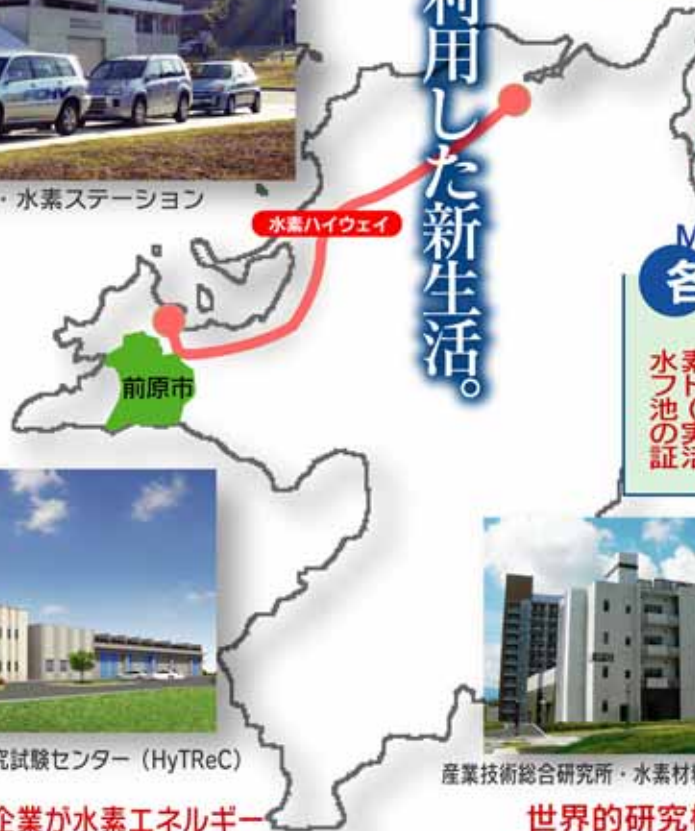 利用した新生活。
・水素ステーション
水素ハイウェイ
前原市
各
究試験センター（HyTReC）
産業技術総合研究所・水素材料
企業が水素エネルギー
世界的研究